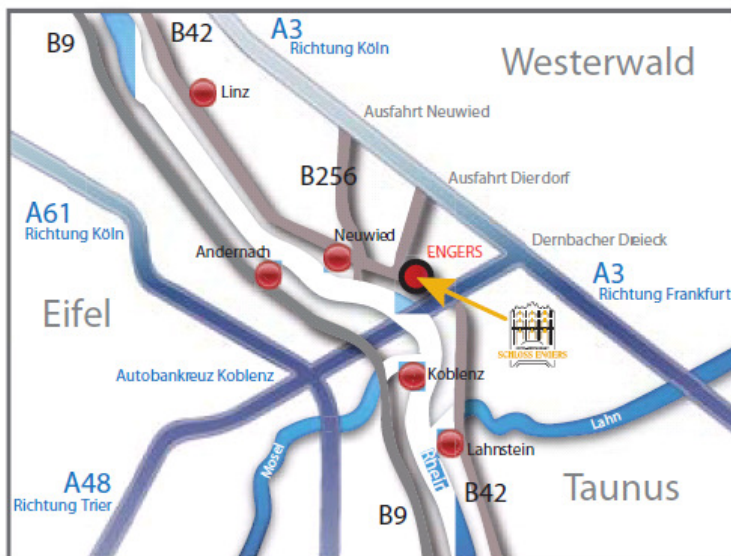 B9
B42
A3
Richtung Köln
Westerwald
Linz
Ausfahrt Neuwied
B256
Ausfahrt Dierdorf
A61
Richtung Köln
Andernach
Neuwied
ENGERS
Dernbacher Dreieck
A3
Richtung Frankfurt
Eifel
SCHLOSS ENGERS
Autobankreuz Koblenz
Koblenz
Lahn
Mosel
Lahnstein
Rhein
A48
Richtung Trier
B42
Taunus
B9